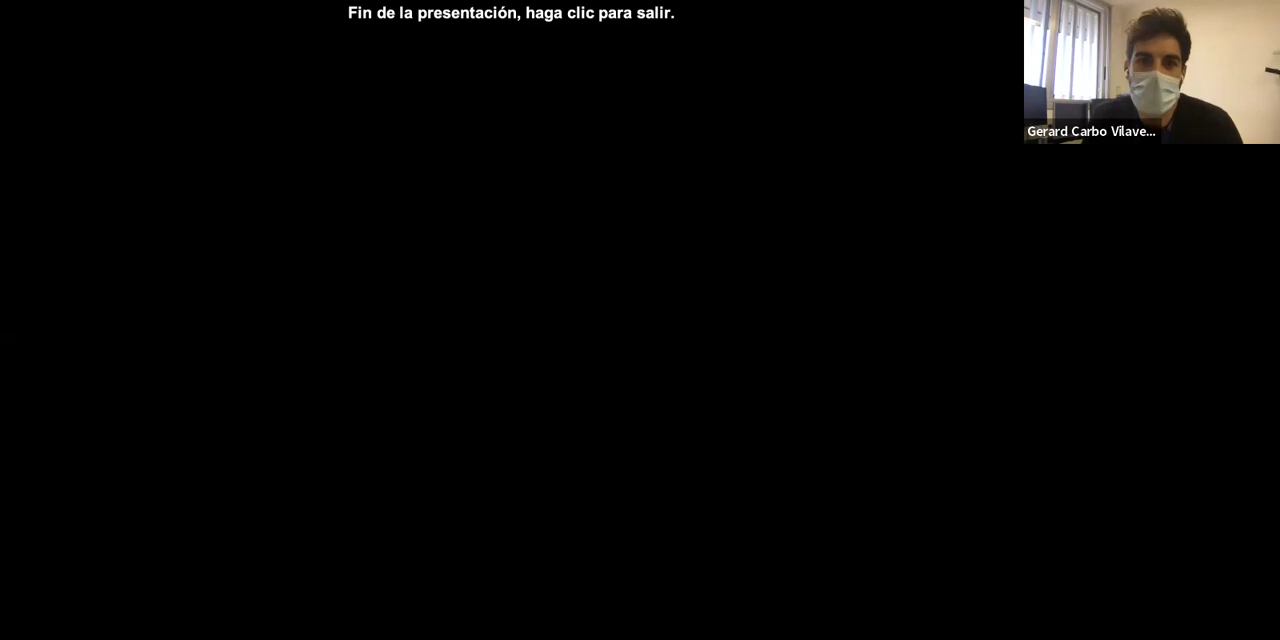 Fin de la presentación, haga clic para salir.
Gerard Carbo Vilave...